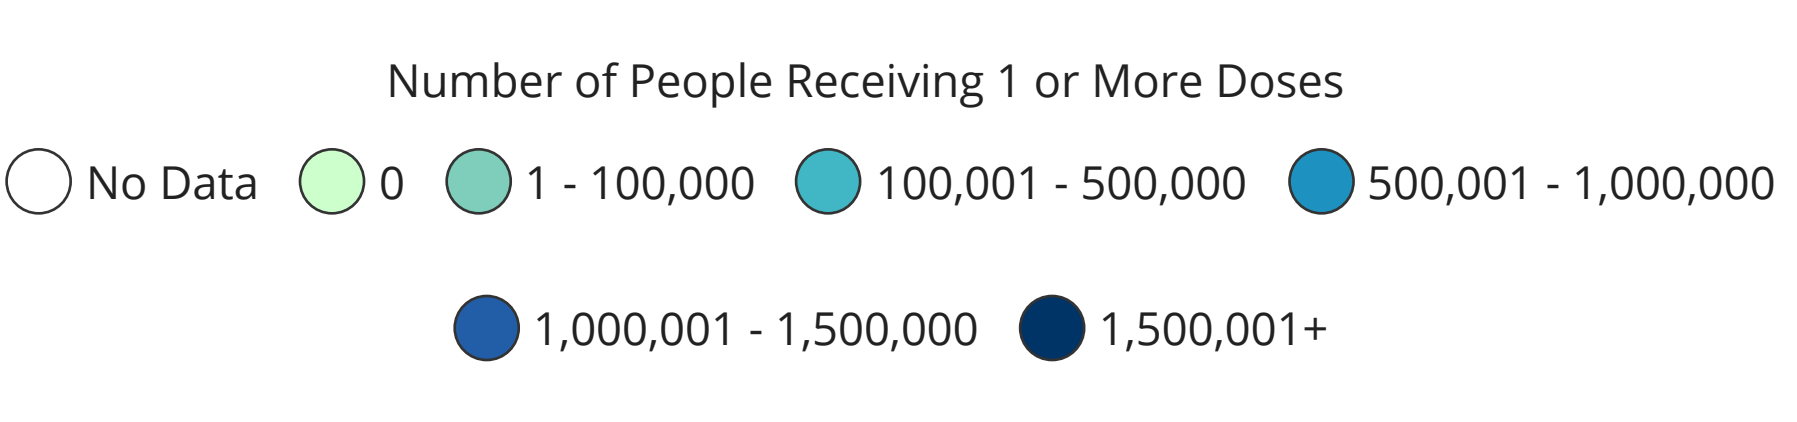 Number of People Receiving 1 or More Doses
No Data 0 1 - 100,000 100,001 - 500,000 500,001 - 1,000,000
1,000,001 - 1,500,000 1,500,001+